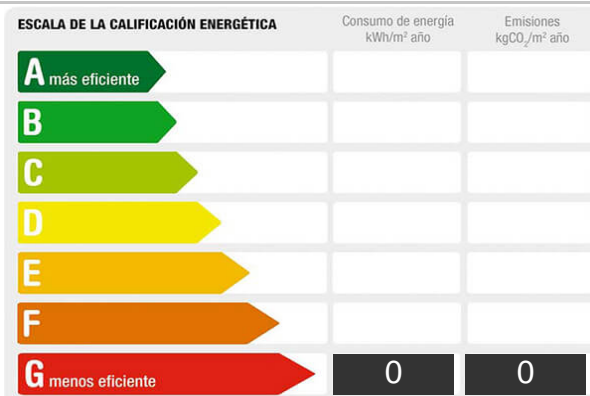 ESCALA DE LA CALIFICACIÓN ENERGÉTICA
Consumo de energía
kWh/m² año
Emisiones
kgCO₂/m² año
A más eficiente
B
C
D
E
F
G menos eficiente
0
0